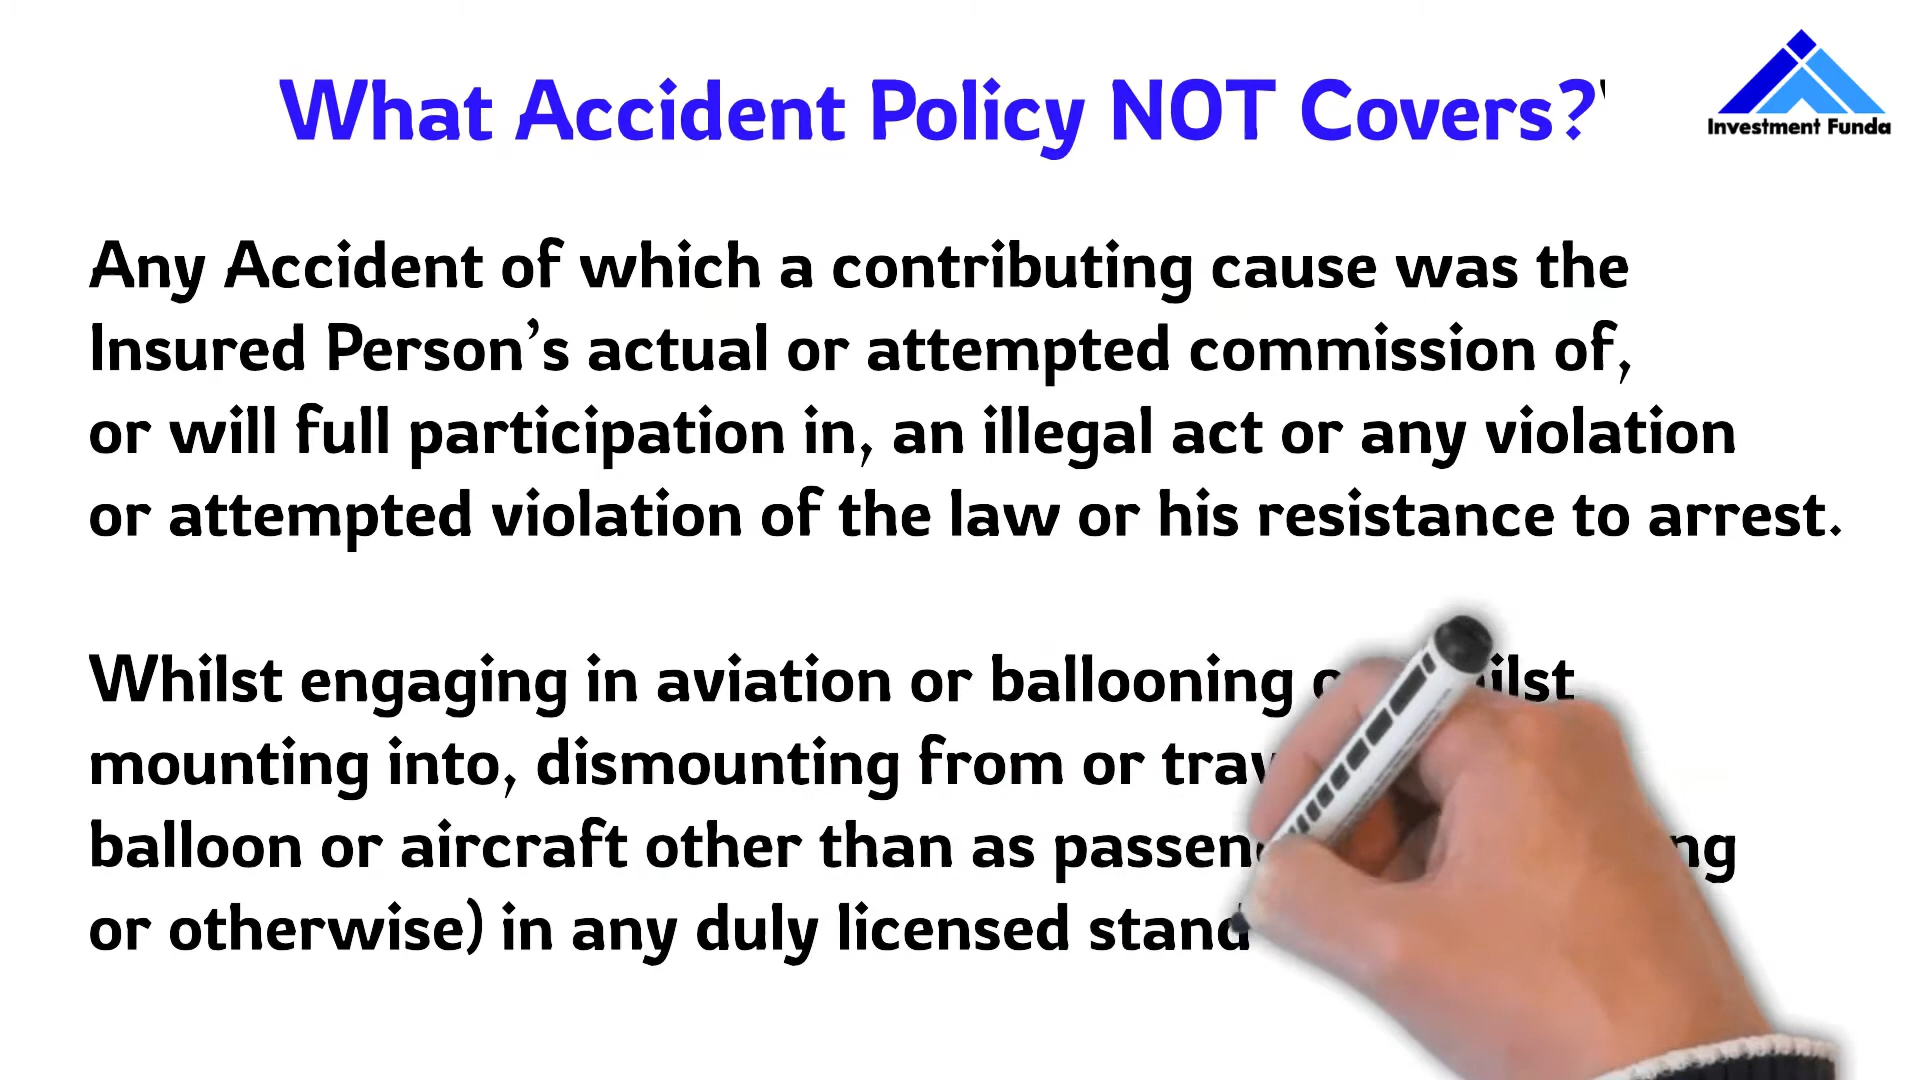 What Accident Policy NOT Covers?
Investment Funda
Any Accident of which a contributing cause was the
Insured Person’s actual or attempted commission of,
or will full participation in, an illegal act or any violation
or attempted violation of the law or his resistance to arrest.
Whilst engaging in aviation or ballooning
mounting into, dismounting from or
balloon or aircraft other than as
or otherwise) in any duly licensed stand